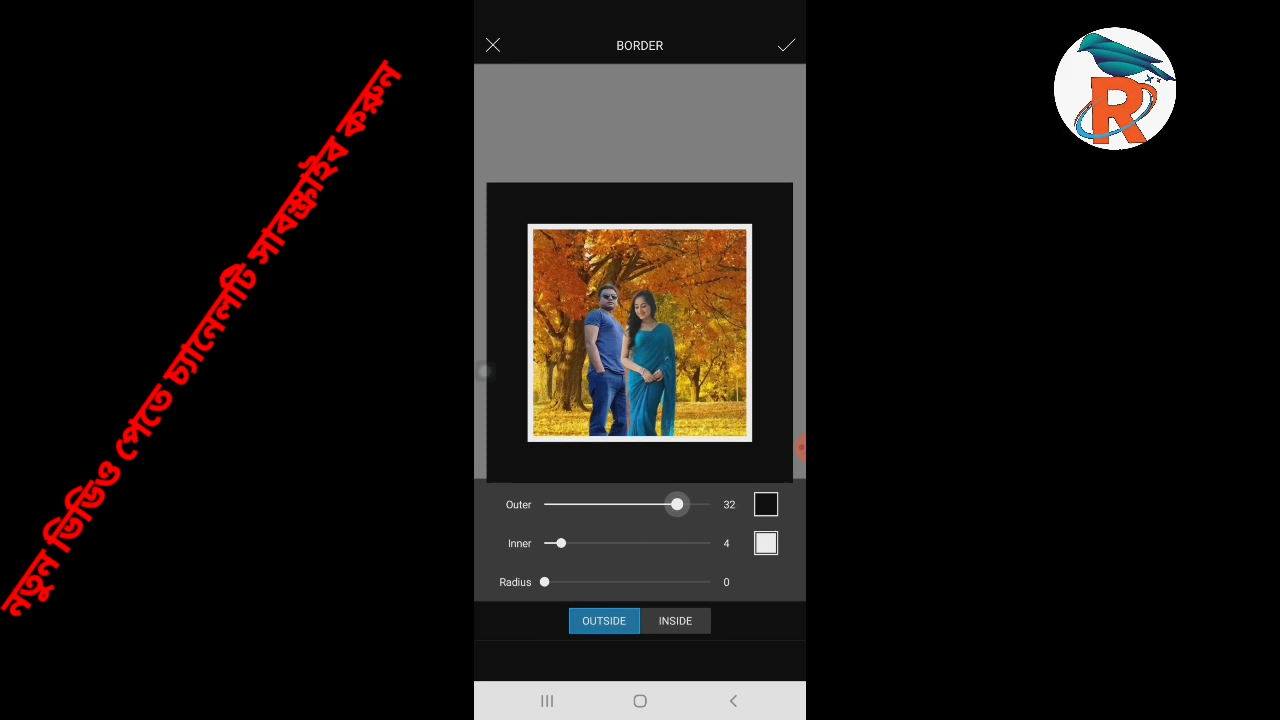 BORDER
নতুন ভিডিও পেতে চ্যানেলটি সাবস্ক্রাইব করুন
R
Outer 32
Inner 4
Radius 0
OUTSIDE INSIDE